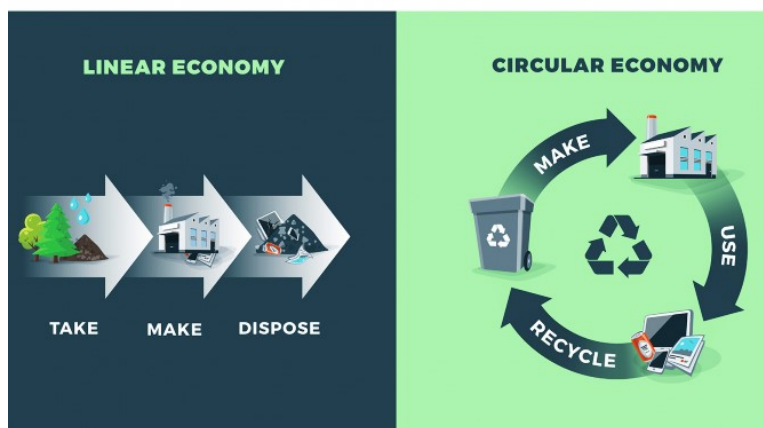 LINEAR ECONOMY
TAKE
MAKE
DISPOSE
CIRCULAR ECONOMY
MAKE
USE
RECYCLE